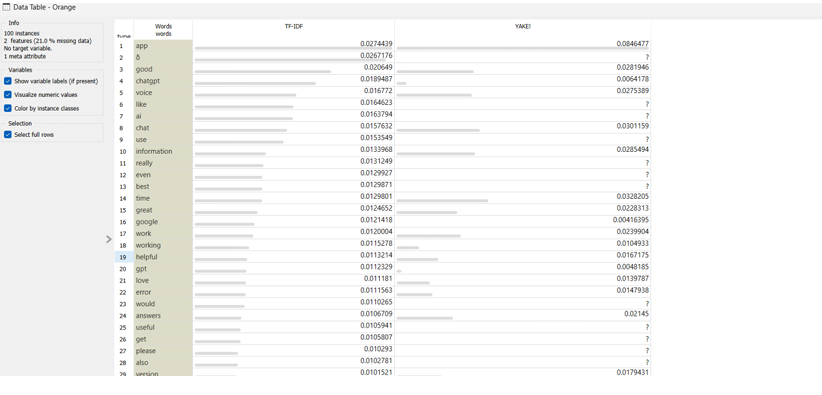 Data Table - Orange
Info
100 instances
2 features (21.0 % missing data)
No target variable.
1 meta attribute
Variables
Show variable labels (if present)
Visualize numeric values
Color by instance classes
Selection
Select full rows
type Words TF-IDF YAKE!
words
1 app 0.0274439 0.0846477
2 õ 0.0267176 ?
3 good 0.020649 0.0281946
4 chatgpt 0.0189487 0.0064178
5 voice 0.016772 0.0275389
6 like 0.0164623 ?
7 ai 0.0163794 ?
8 chat 0.0157632 0.0301159
9 use 0.0153549 ?
10 information 0.0133968 0.0285494
11 really 0.0131249 ?
12 even 0.0129927 ?
13 best 0.0129871 ?
14 time 0.0129801 0.0328205
15 great 0.0124652 0.0228313
16 google 0.0121418 0.00416395
17 work 0.0120004 0.0239904
18 working 0.0115278 0.0104933
19 helpful 0.0113214 0.0167175
20 gpt 0.0112329 0.0048185
21 love 0.011181 0.0139787
22 error 0.0111563 0.0147938
23 would 0.0110265 ?
24 answers 0.0106709 0.02145
25 useful 0.0105941 ?
26 get 0.0105807 ?
27 please 0.010293 ?
28 also 0.0102781 ?
29 version 0.0101521 0.0179431